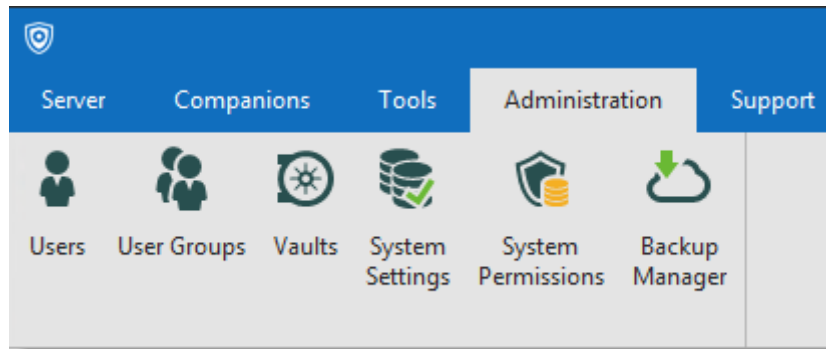 Server Companions Tools Administration Support
Users User Groups Vaults System Settings System Permissions Backup Manager